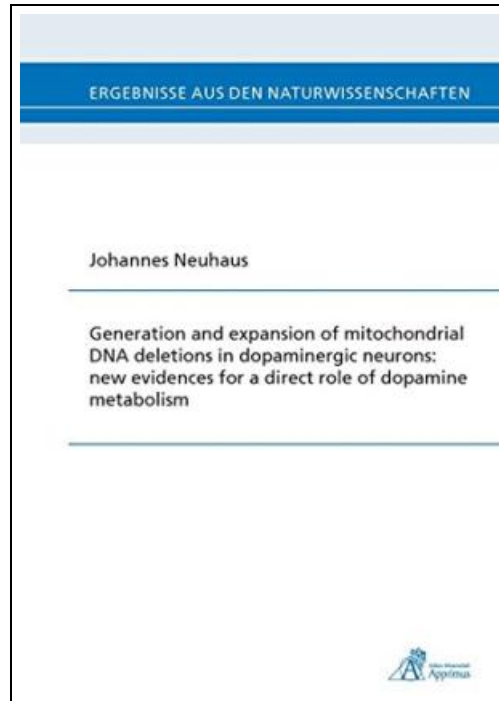 ERGEBNISSE AUS DEN NATURWISSENSCHAFTEN
Johannes Neuhaus
Generation and expansion of mitochondrial
DNA deletions in dopaminergic neurons:
new evidences for a direct role of dopamine
metabolism
Apprimus